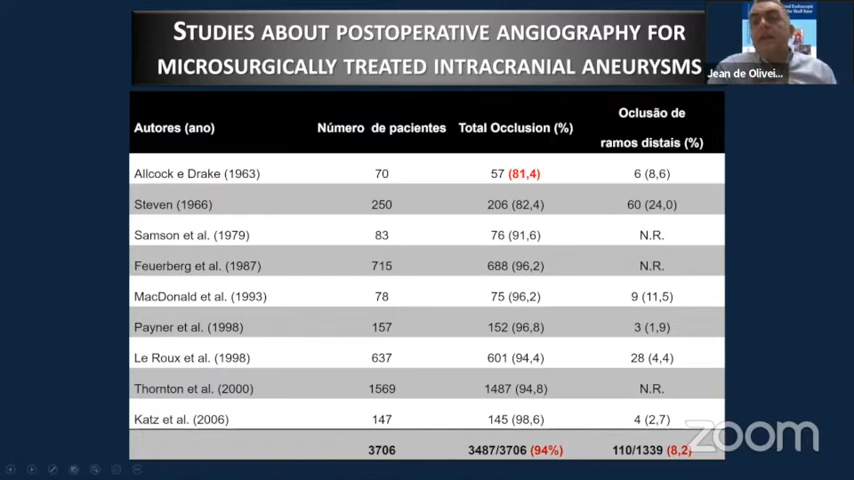 STUDIES ABOUT POSTOPERATIVE ANGIOGRAPHY FOR
MICROSURGICALLY TREATED INTRACRANIAL ANEURYSMS
Jean de Olivei...
Autores (ano) Número de pacientes Total Occlusion (%) Oclusão de ramos distais (%)
Allcock e Drake (1963) 70 57 (81,4) 6 (8,6)
Steven (1966) 250 206 (82,4) 60 (24,0)
Samson et al. (1979) 83 76 (91,6) N.R.
Feuerberg et al. (1987) 715 688 (96,2) N.R.
MacDonald et al. (1993) 78 75 (96,2) 9 (11,5)
Payner et al. (1998) 157 152 (96,8) 3 (1,9)
Le Roux et al. (1998) 637 601 (94,4) 28 (4,4)
Thornton et al. (2000) 1569 1487 (94,8) N.R.
Katz et al. (2006) 147 145 (98,6) 4 (2,7)
3706 3487/3706 (94%) 110/1339 (8,2)
zoom